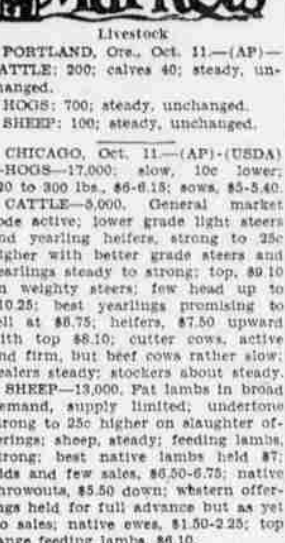 Livestock
PORTLAND, Ore., Oct. 11.—(AP)—
ATTLE: 200; calves 40; steady, un-
hanged.
HOGS: 700; steady, unchanged.
SHEEP: 100; steady, unchanged.
CHICAGO, Oct. 11.—(AP)-(USDA)
-HOGS—17,000; slow, 10c lower;
20 to 300 lbs., $6-6.15; sows, $5-5.40.
CATTLE—5,000. General market
ode active; lower grade light steers
nd yearling heifers, strong to 25c
igher with better grade steers and
earlings steady to strong; top, $9.10
n weighty steers; few head up to
10.25; best yearlings promising to
ell at $8.75; heifers, $7.50 upward
ith top $8.10; cutter cows, active
nd firm, but beef cows rather slow;
ealers steady; stockers about steady.
SHEEP—13,000. Fat lambs in broad
emand, supply limited; undertone
trong to 25c higher on slaughter of-
erings; sheep, steady; feeding lambs,
trong; best native lambs held $7;
ids and few sales, $6.50-6.75; native
hrowouts, $5.50 down; western offer-
ngs held for full advance but as yet
o sales; native ewes, $1.50-2.25; top
ange feeding lambs, $6.10.